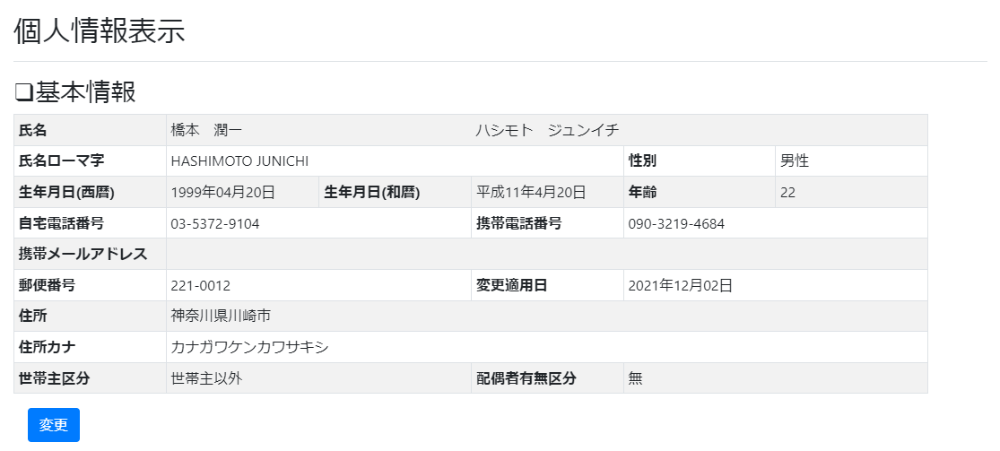 個人情報表示
❏基本情報
氏名 橋本　潤一 ハシモト　ジュンイチ
氏名ローマ字 HASHIMOTO JUNICHI 性別 男性
生年月日(西暦) 1999年04月20日 生年月日(和暦) 平成11年4月20日 年齢 22
自宅電話番号 03-5372-9104 携帯電話番号 090-3219-4684
携帯メールアドレス
郵便番号 221-0012 変更適用日 2021年12月02日
住所 神奈川県川崎市
住所カナ カナガワケンカワサキシ
世帯主区分 世帯主以外 配偶者有無区分 無
変更